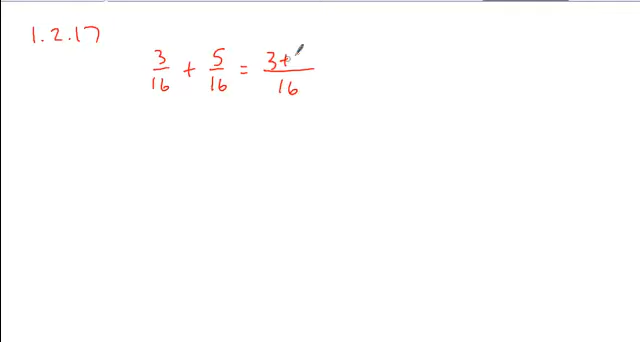 1.2.17
3/16 + 5/16 = 3+/16